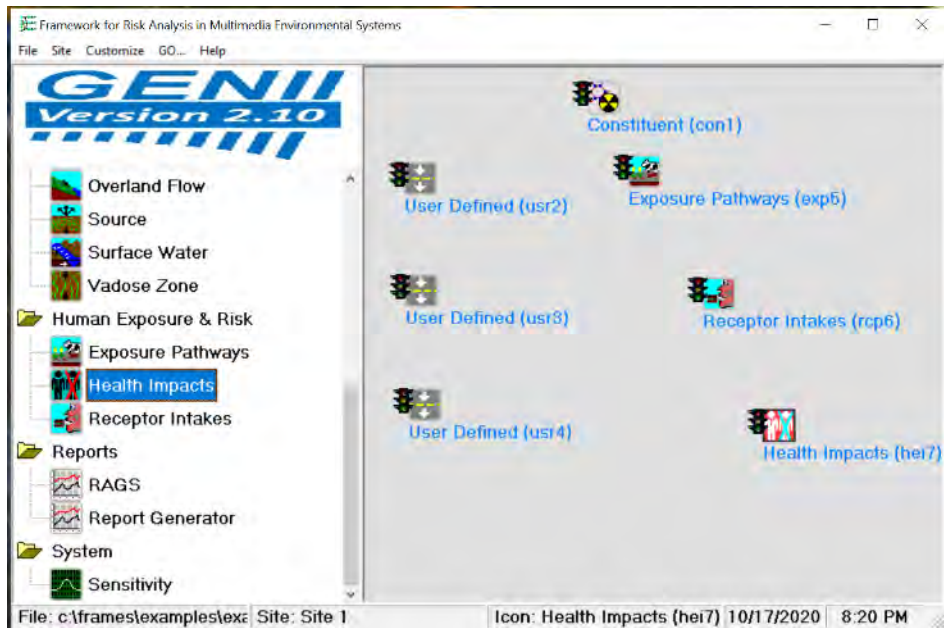 Framework for Risk Analysis in Multimedia Environmental Systems
File Site Customize GO... Help
GENII
Version 2.10
Overland Flow
Source
Surface Water
Vadose Zone
Human Exposure & Risk
Exposure Pathways
Health Impacts
Receptor Intakes
Reports
RAGS
Report Generator
System
Sensitivity
Constituent (con1)
User Defined (usr2)
Exposure Pathways (exp6)
User Defined (usr3)
Receptor Intakes (rcp6)
User Defined (usr4)
Health Impacts (hei7)
File: c:\frames\examples\exa Site: Site 1 Icon: Health Impacts (hei7) 10/17/2020 8:20 PM